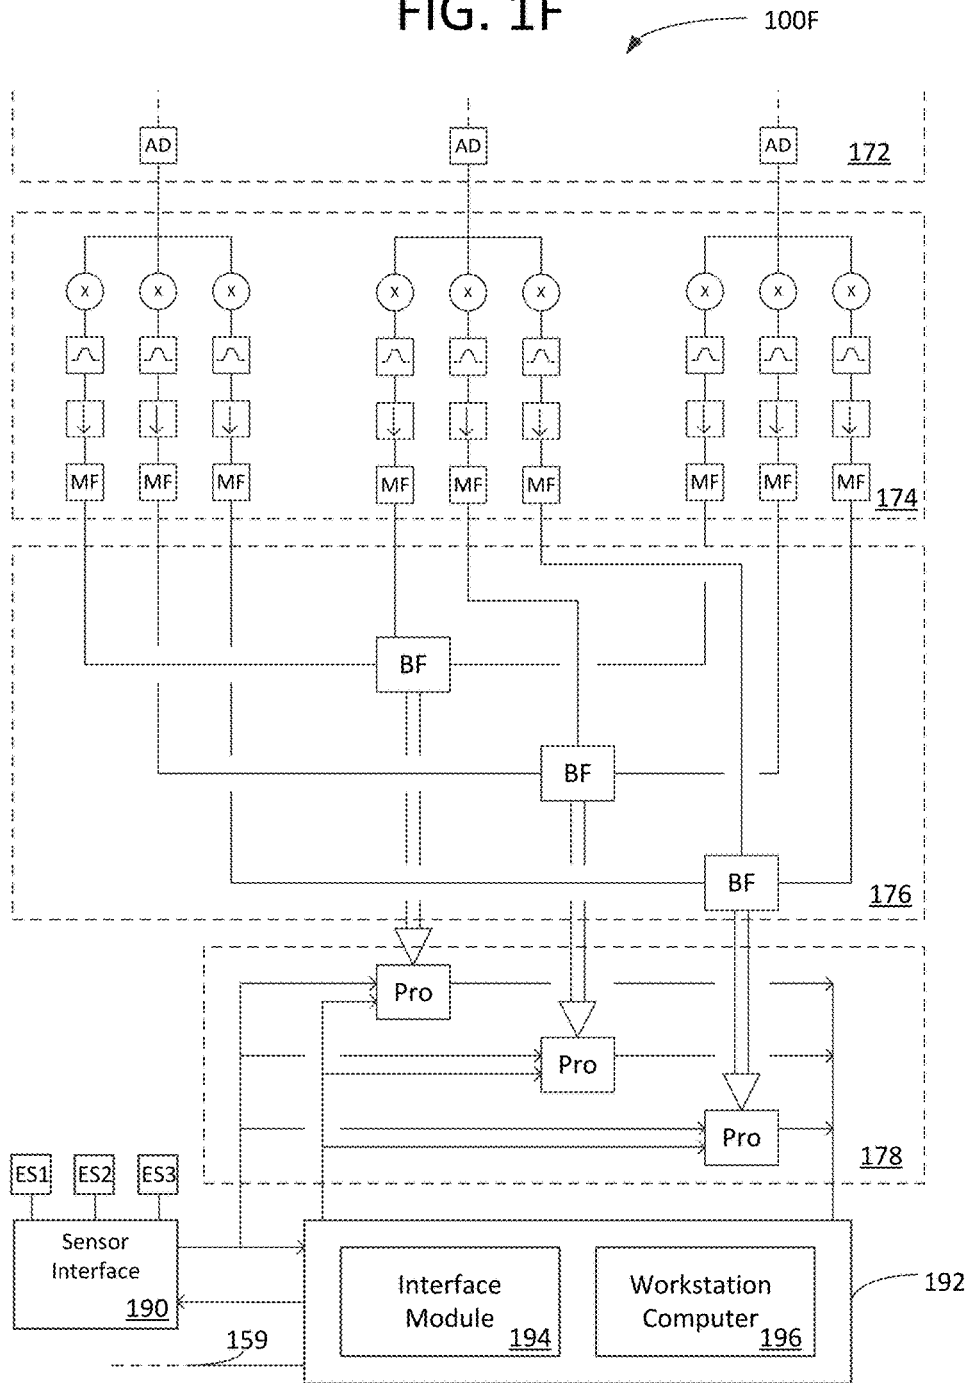 FIG. 1F
100F
AD AD AD
172
X X X X X X X X X
MF MF MF MF MF MF MF MF MF
174
BF
BF
BF
176
Pro
Pro
Pro
178
ES1 ES2 ES3
Sensor
Interface
190
Interface
Module
194
Workstation
Computer
196
192
159